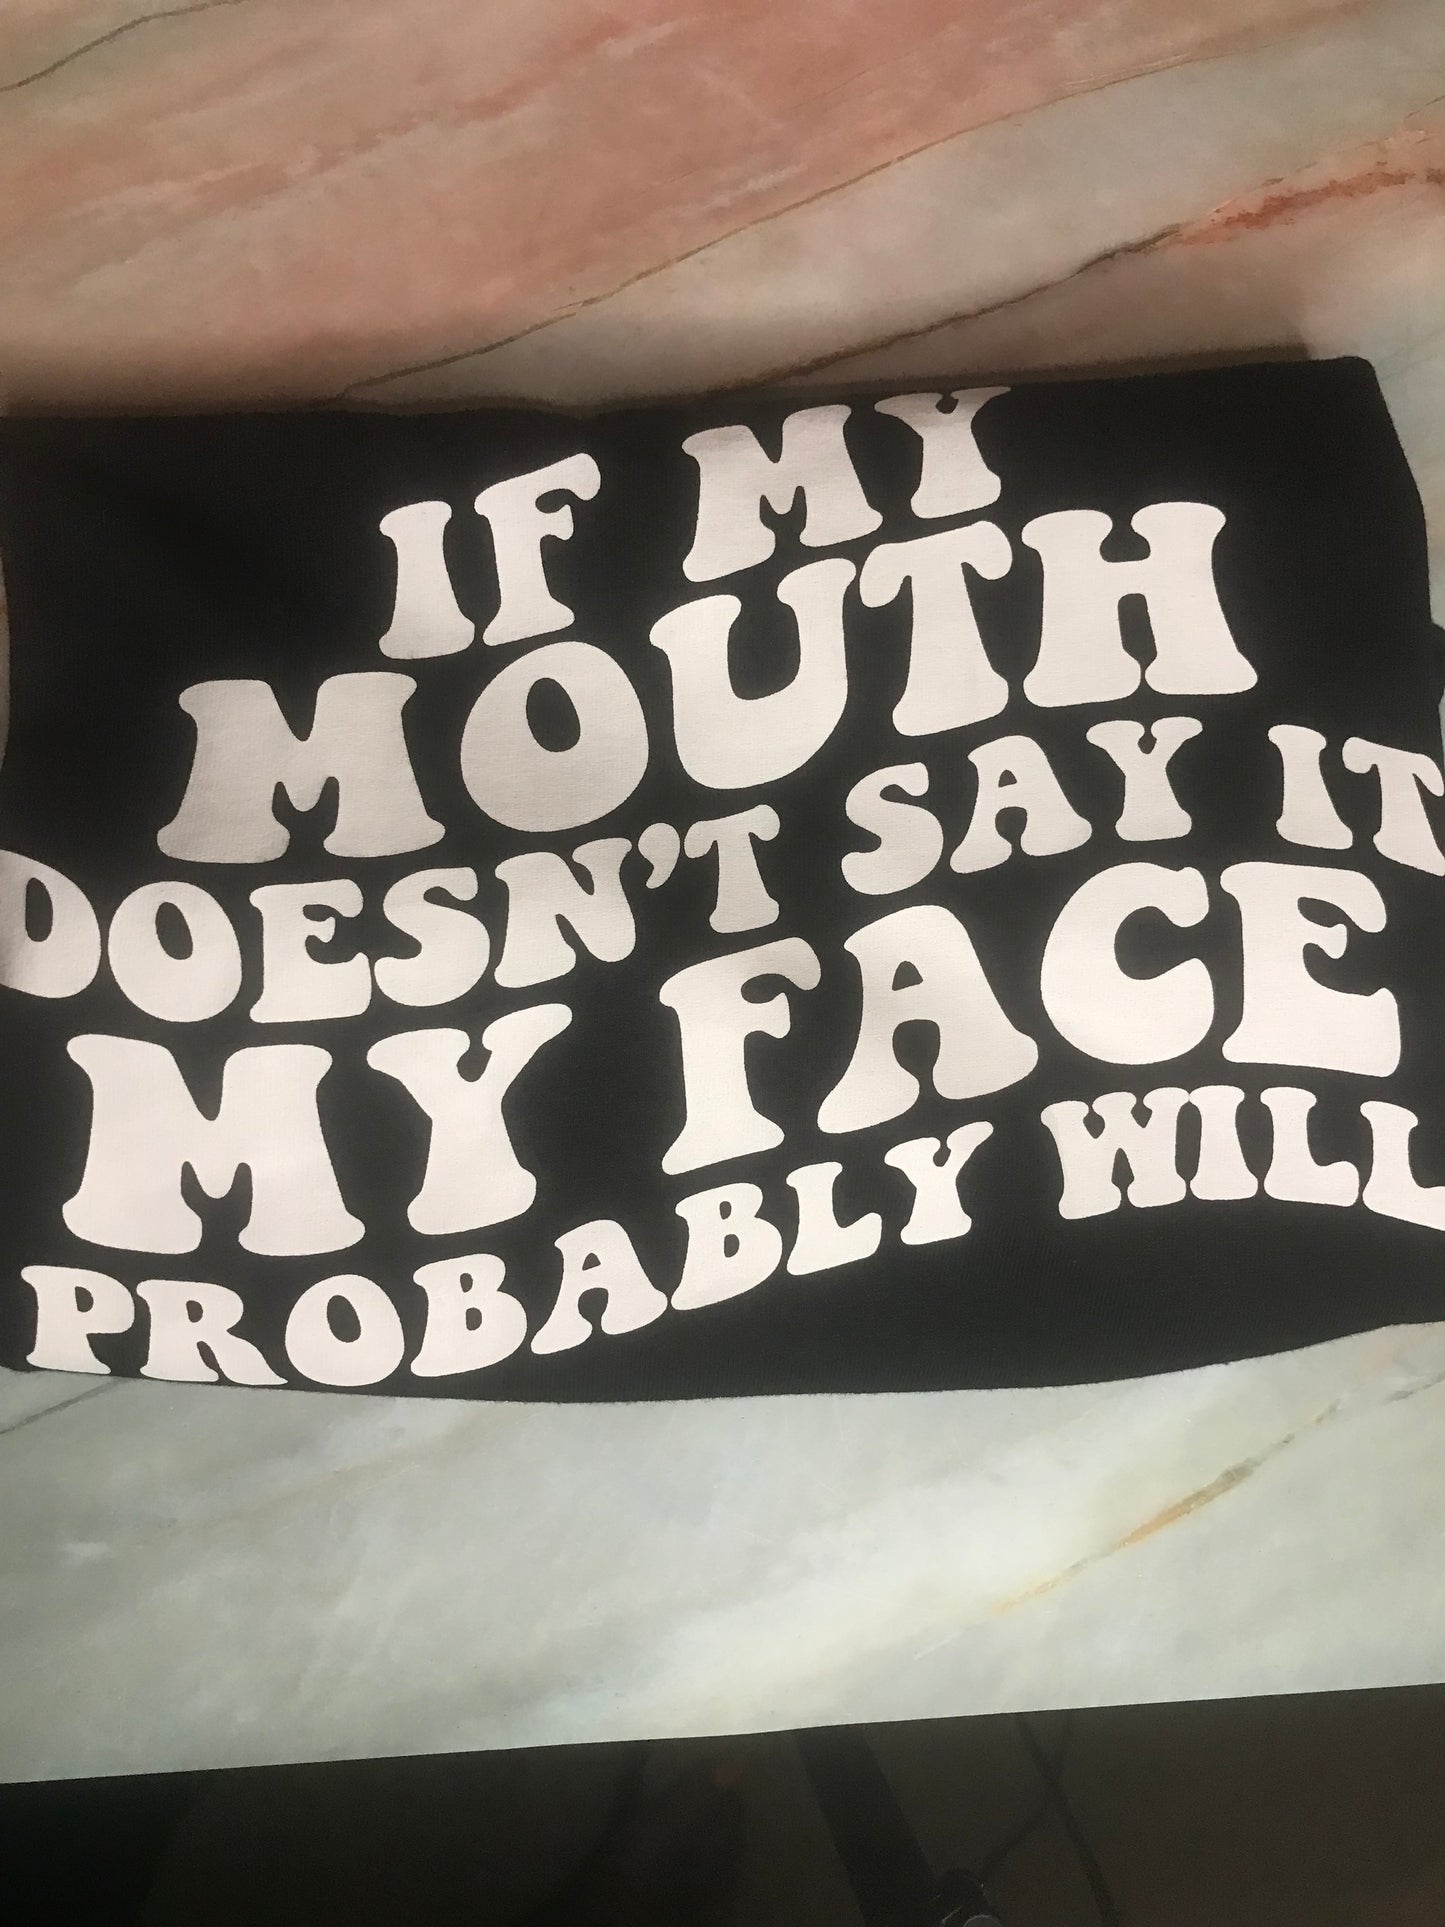 IF MY
MOUTH
DOESN'T SAY IT
MY FACE
PROBABLY WILL